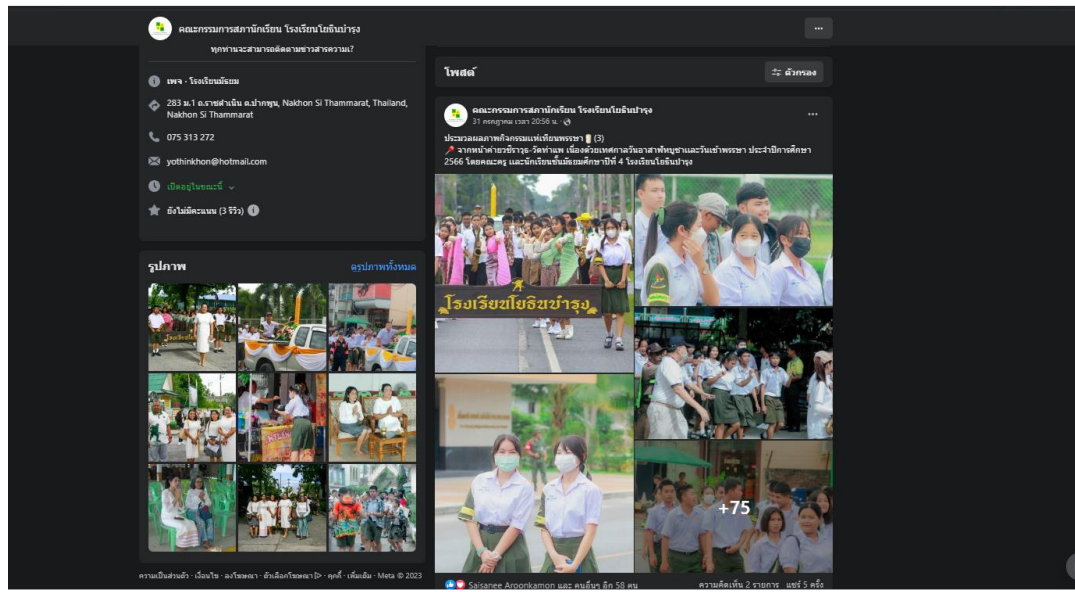 คณะกรรมการสภานักเรียน โรงเรียนโยธินบำรุง
ทุกท่านจะสามารถติดตามข่าวสารความเ?
เพจ · โรงเรียนมัธยม
283 ม.1 ถ.ราชดำเนิน ต.ปากพูน, Nakhon Si Thammarat, Thailand,
Nakhon Si Thammarat
075 313 272
yothinkhon@hotmail.com
เปิดอยู่ในขณะนี้
ยังไม่มีคะแนน (3 รีวิว)
รูปภาพ
ดูรูปภาพทั้งหมด
ความเป็นส่วนตัว · เงื่อนไข · ลงโฆษณา · ตัวเลือกโฆษณา · คุกกี้ · เพิ่มเติม · Meta © 2023
โพสต์
ตัวกรอง
คณะกรรมการสภานักเรียน โรงเรียนโยธินบำรุง
31 กรกฎาคม เวลา 20:56 น. ·
ประมวลผลภาพกิจกรรมแห่เทียนพรรษา (3)
จากหน้าค่ายวชิราวุธ-วัดท่าแพ เนื่องด้วยเทศกาลวันอาสาฬหบูชาและวันเข้าพรรษา ประจำปีการศึกษา
2566 โดยคณะครู และนักเรียนชั้นมัธยมศึกษาปีที่ 4 โรงเรียนโยธินบำรุง
โรงเรียนโยธินบำรุง
+75
Saisanee Aroonkamon และ คนอื่นๆ อีก 58 คน
ความคิดเห็น 2 รายการ แชร์ 5 ครั้ง